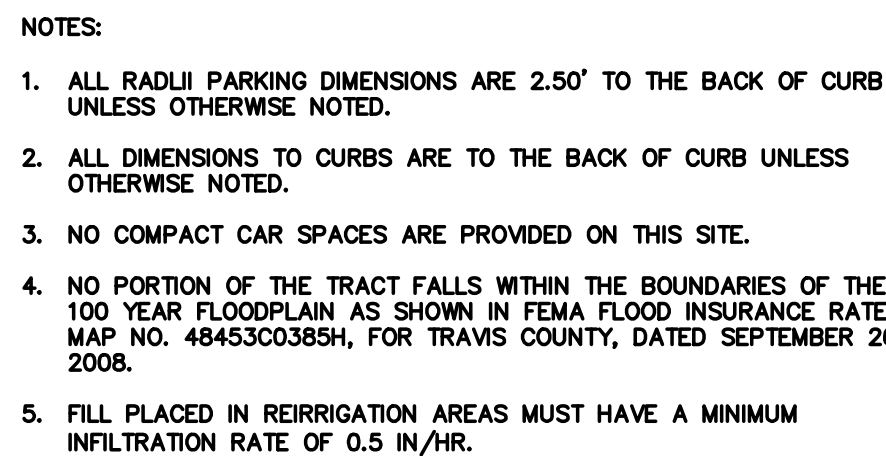 NOTES:
1. ALL RADLII PARKING DIMENSIONS ARE 2.50' TO THE BACK OF CURB
UNLESS OTHERWISE NOTED.
2. ALL DIMENSIONS TO CURBS ARE TO THE BACK OF CURB UNLESS
OTHERWISE NOTED.
3. NO COMPACT CAR SPACES ARE PROVIDED ON THIS SITE.
4. NO PORTION OF THE TRACT FALLS WITHIN THE BOUNDARIES OF THE
100 YEAR FLOODPLAIN AS SHOWN IN FEMA FLOOD INSURANCE RATE
MAP NO. 48453C0385H, FOR TRAVIS COUNTY, DATED SEPTEMBER
2008.
5. FILL PLACED IN REIRRIGATION AREAS MUST HAVE A MINIMUM
INFILTRATION RATE OF 0.5 IN/HR.